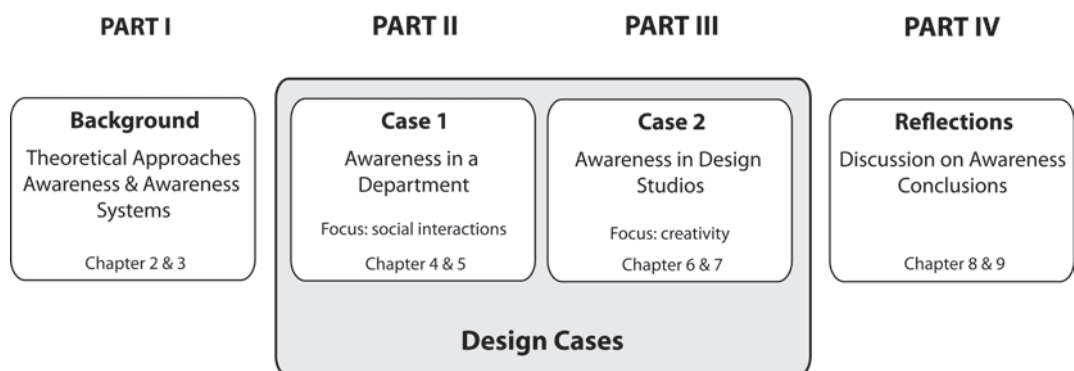 PART I
PART II
PART III
PART IV
Background
Theoretical Approaches
Awareness & Awareness
Systems
Chapter 2 & 3
Case 1
Awareness in a
Department
Focus: social interactions
Chapter 4 & 5
Case 2
Awareness in Design
Studios
Focus: creativity
Chapter 6 & 7
Reflections
Discussion on Awareness
Conclusions
Chapter 8 & 9
Design Cases